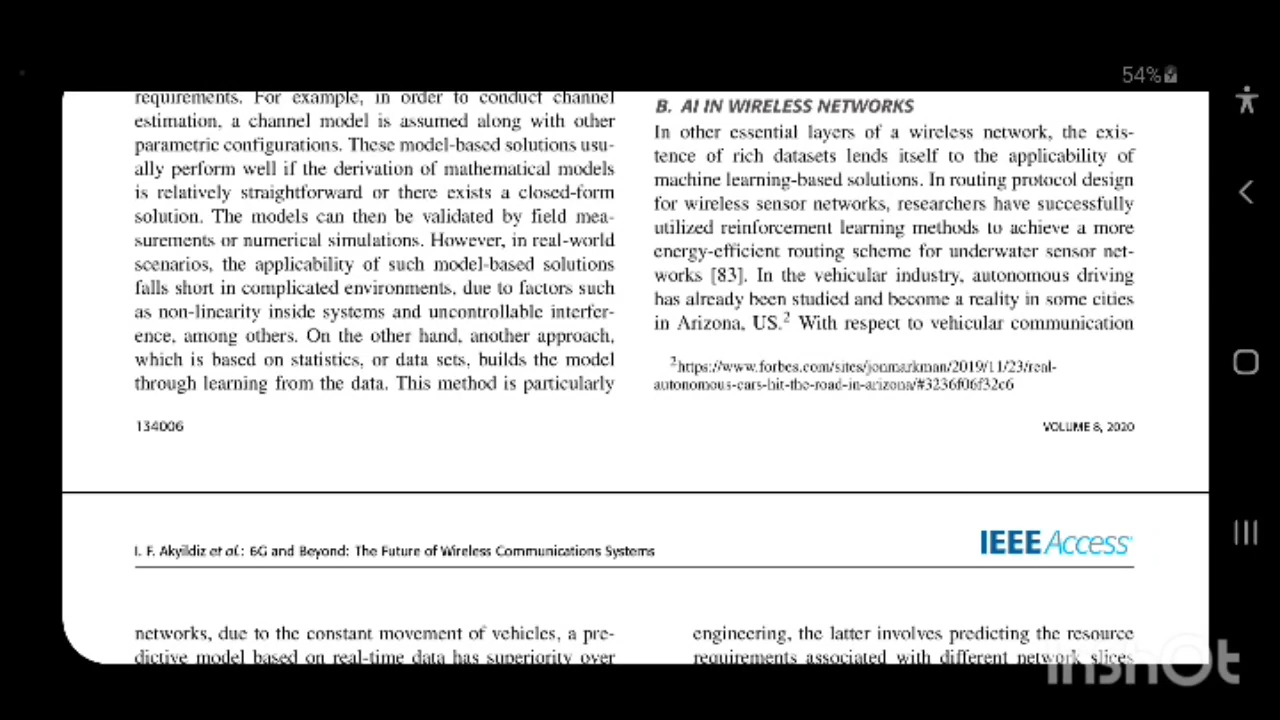 54%
requirements. For example, in order to conduct channel
estimation, a channel model is assumed along with other
parametric configurations. These model-based solutions usu-
ally perform well if the derivation of mathematical models
is relatively straightforward or there exists a closed-form
solution. The models can then be validated by field mea-
surements or numerical simulations. However, in real-world
scenarios, the applicability of such model-based solutions
falls short in complicated environments, due to factors such
as non-linearity inside systems and uncontrollable interfer-
ence, among others. On the other hand, another approach,
which is based on statistics, or data sets, builds the model
through learning from the data. This method is particularly
B. AI IN WIRELESS NETWORKS
In other essential layers of a wireless network, the exis-
tence of rich datasets lends itself to the applicability of
machine learning-based solutions. In routing protocol design
for wireless sensor networks, researchers have successfully
utilized reinforcement learning methods to achieve a more
energy-efficient routing scheme for underwater sensor net-
works [83]. In the vehicular industry, autonomous driving
has already been studied and become a reality in some cities
in Arizona, US.² With respect to vehicular communication
²https://www.forbes.com/sites/jonmarkman/2019/11/23/real-
autonomous-cars-hit-the-road-in-arizona/#3236f06f32c6
134006
VOLUME 8, 2020
I. F. Akyildiz et al.: 6G and Beyond: The Future of Wireless Communications Systems
IEEE Access
networks, due to the constant movement of vehicles, a pre-
dictive model based on real-time data has superiority over
engineering, the latter involves predicting the resource
requirements associated with different network slices
InShOt